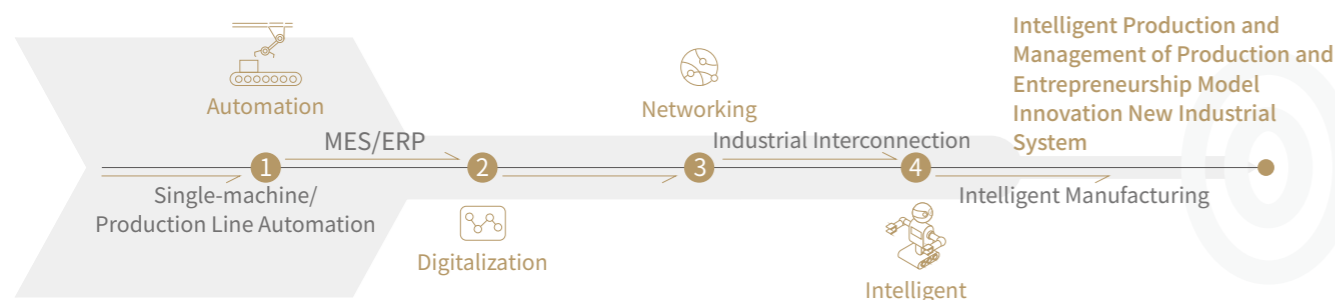 Intelligent Production and
Management of Production and
Entrepreneurship Model
Innovation New Industrial
System
Automation
Networking
MES/ERP
Industrial Interconnection
1
2
3
4
Single-machine/
Production Line Automation
Intelligent Manufacturing
Digitalization
Intelligent